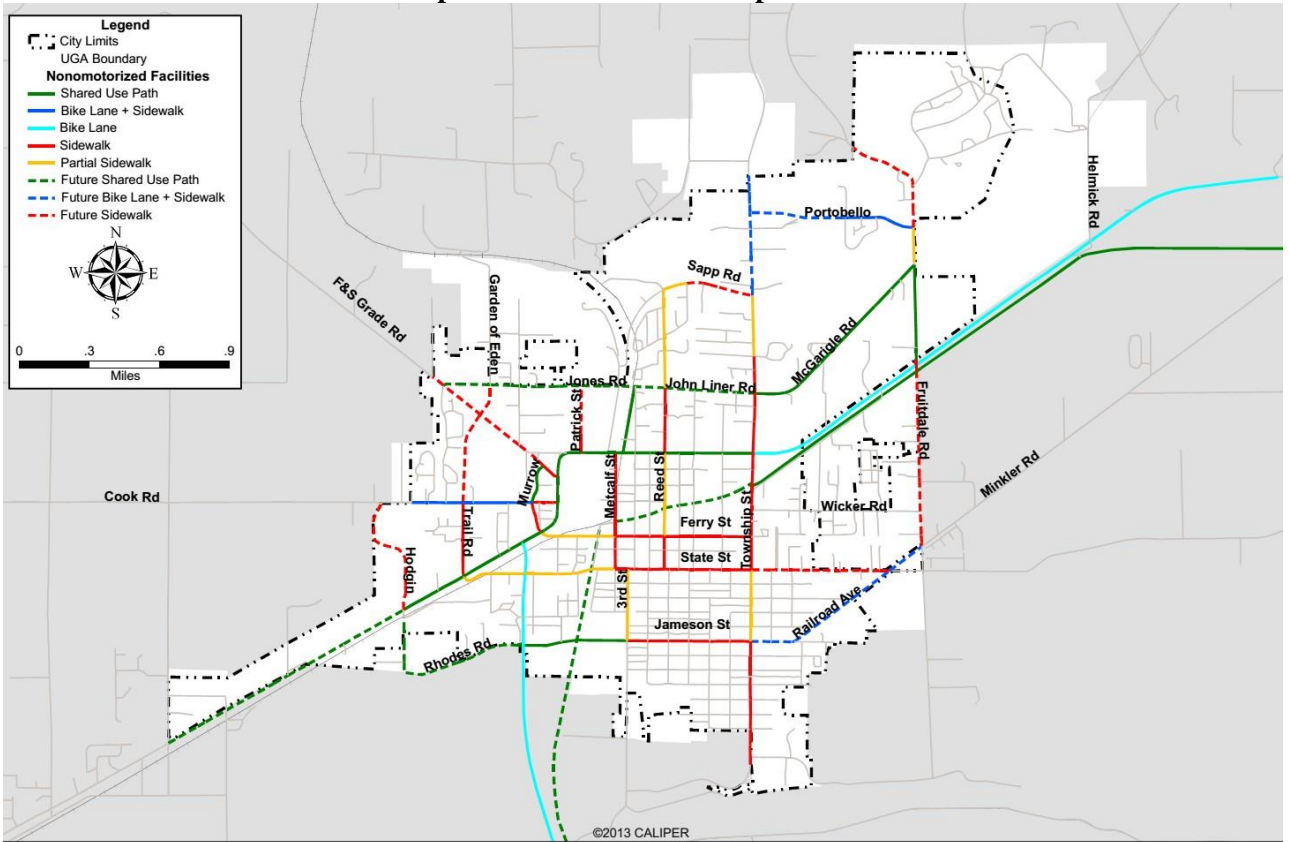 Legend
City Limits
UGA Boundary
Nonmotorized Facilities
Shared Use Path
Bike Lane + Sidewalk
Bike Lane
Sidewalk
Partial Sidewalk
Future Shared Use Path
Future Bike Lane + Sidewalk
Future Sidewalk
N
W E
S
0 .3 .6 .9
Miles
Helmick Rd
Portobello
Sapp Rd
F&S Grade Rd
Garden of Eden
McGarigle Rd
Jones Rd
John Liner Rd
Patrick St
Fruitdale Rd
Murrow
Metcalf St
Reed St
Minkler Rd
Cook Rd
Trail Rd
Township St
Wicker Rd
Ferry St
State St
Hodgin
3rd St
Railroad Ave
Jameson St
Rhodes Rd
©2013 CALIPER